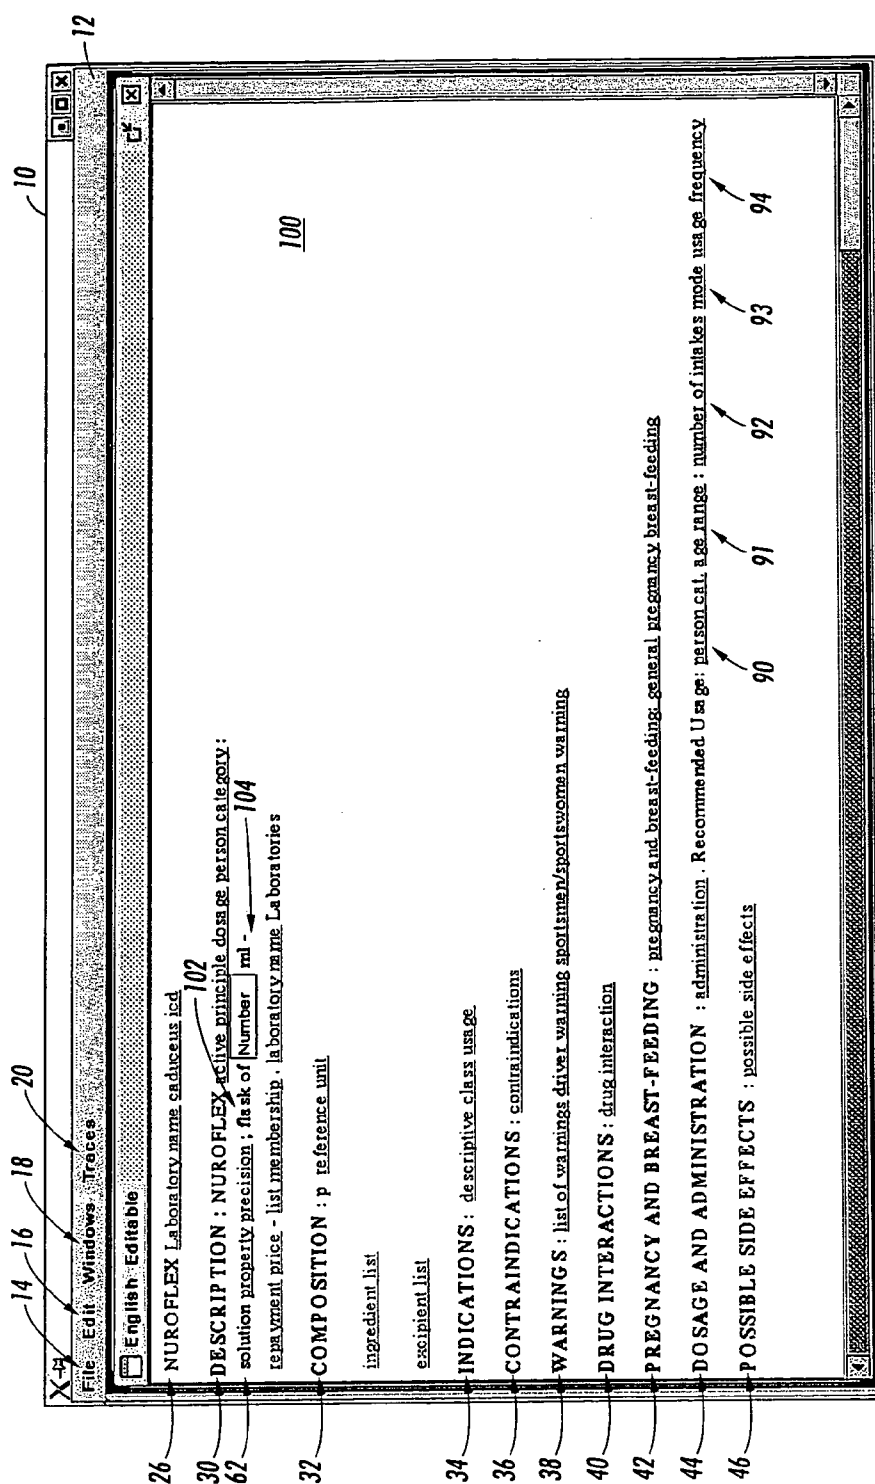 10
12
14
16
18
20
X
File Edit Windows Traces
English Editable
100
26
NUROFLEX Laboratory name caduceus icd
30
DESCRIPTION : NUROFLEX active principle dosage person category :
62
solution property precision ; flask of Number ml -
102
104
repayment price - list membership . laboratory name Laboratories
32
COMPOSITION : p reference unit
ingredient list
excipient list
34
INDICATIONS : descriptive class usage
36
CONTRAINDICATIONS : contraindications
38
WARNINGS : list of warnings driver warning sportsmen/sportswomen warning
40
DRUG INTERACTIONS : drug interaction
42
PREGNANCY AND BREAST-FEEDING : pregnancy and breast-feeding; general pregnancy breast-feeding
44
DOSAGE AND ADMINISTRATION : administration . Recommended Usage: person cat. age range : number of intakes mode usage frequency
90
91
92
93
94
46
POSSIBLE SIDE EFFECTS : possible side effects